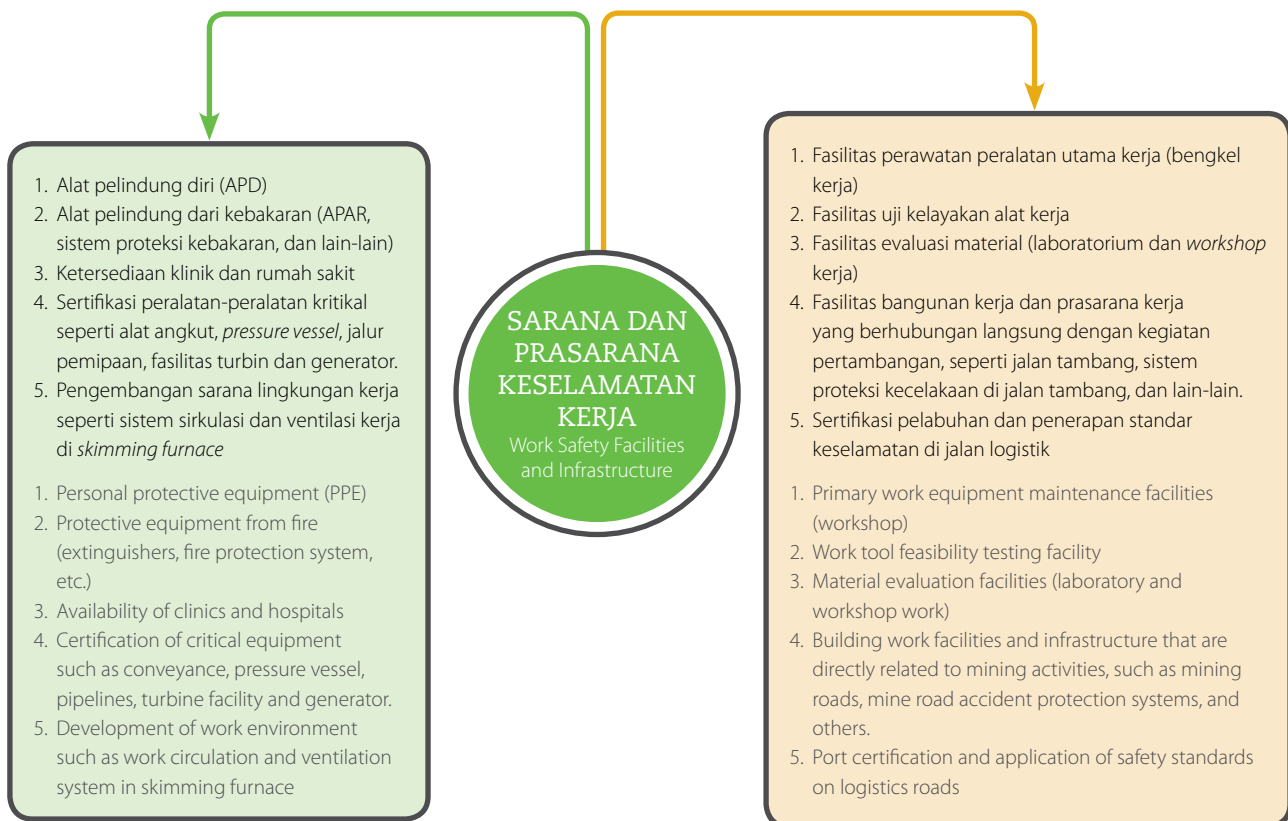 1. Alat pelindung diri (APD)
2. Alat pelindung dari kebakaran (APAR,
sistem proteksi kebakaran, dan lain-lain)
3. Ketersediaan klinik dan rumah sakit
4. Sertifikasi peralatan-peralatan kritikal
seperti alat angkut, pressure vessel, jalur
pemipaan, fasilitas turbin dan generator.
5. Pengembangan sarana lingkungan kerja
seperti sistem sirkulasi dan ventilasi kerja
di skimming furnace
1. Personal protective equipment (PPE)
2. Protective equipment from fire
(extinguishers, fire protection system,
etc.)
3. Availability of clinics and hospitals
4. Certification of critical equipment
such as conveyance, pressure vessel,
pipelines, turbine facility and generator.
5. Development of work environment
such as work circulation and ventilation
system in skimming furnace
SARANA DAN
PRASARANA
KESELAMATAN
KERJA
Work Safety Facilities
and Infrastructure
1. Fasilitas perawatan peralatan utama kerja (bengkel
kerja)
2. Fasilitas uji kelayakan alat kerja
3. Fasilitas evaluasi material (laboratorium dan workshop
kerja)
4. Fasilitas bangunan kerja dan prasarana kerja
yang berhubungan langsung dengan kegiatan
pertambangan, seperti jalan tambang, sistem
proteksi kecelakaan di jalan tambang, dan lain-lain.
5. Sertifikasi pelabuhan dan penerapan standar
keselamatan di jalan logistik
1. Primary work equipment maintenance facilities
(workshop)
2. Work tool feasibility testing facility
3. Material evaluation facilities (laboratory and
workshop work)
4. Building work facilities and infrastructure that are
directly related to mining activities, such as mining
roads, mine road accident protection systems, and
others.
5. Port certification and application of safety standards
on logistics roads